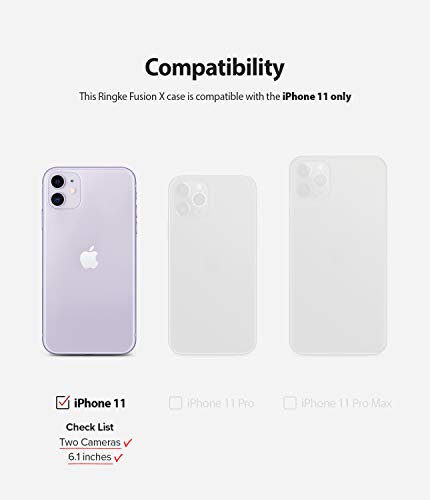 Compatibility
This Ringke Fusion X case is compatible with the iPhone 11 only
iPhone 11
iPhone 11 Pro
iPhone 11 Pro Max
Check List
Two Cameras
6.1 inches